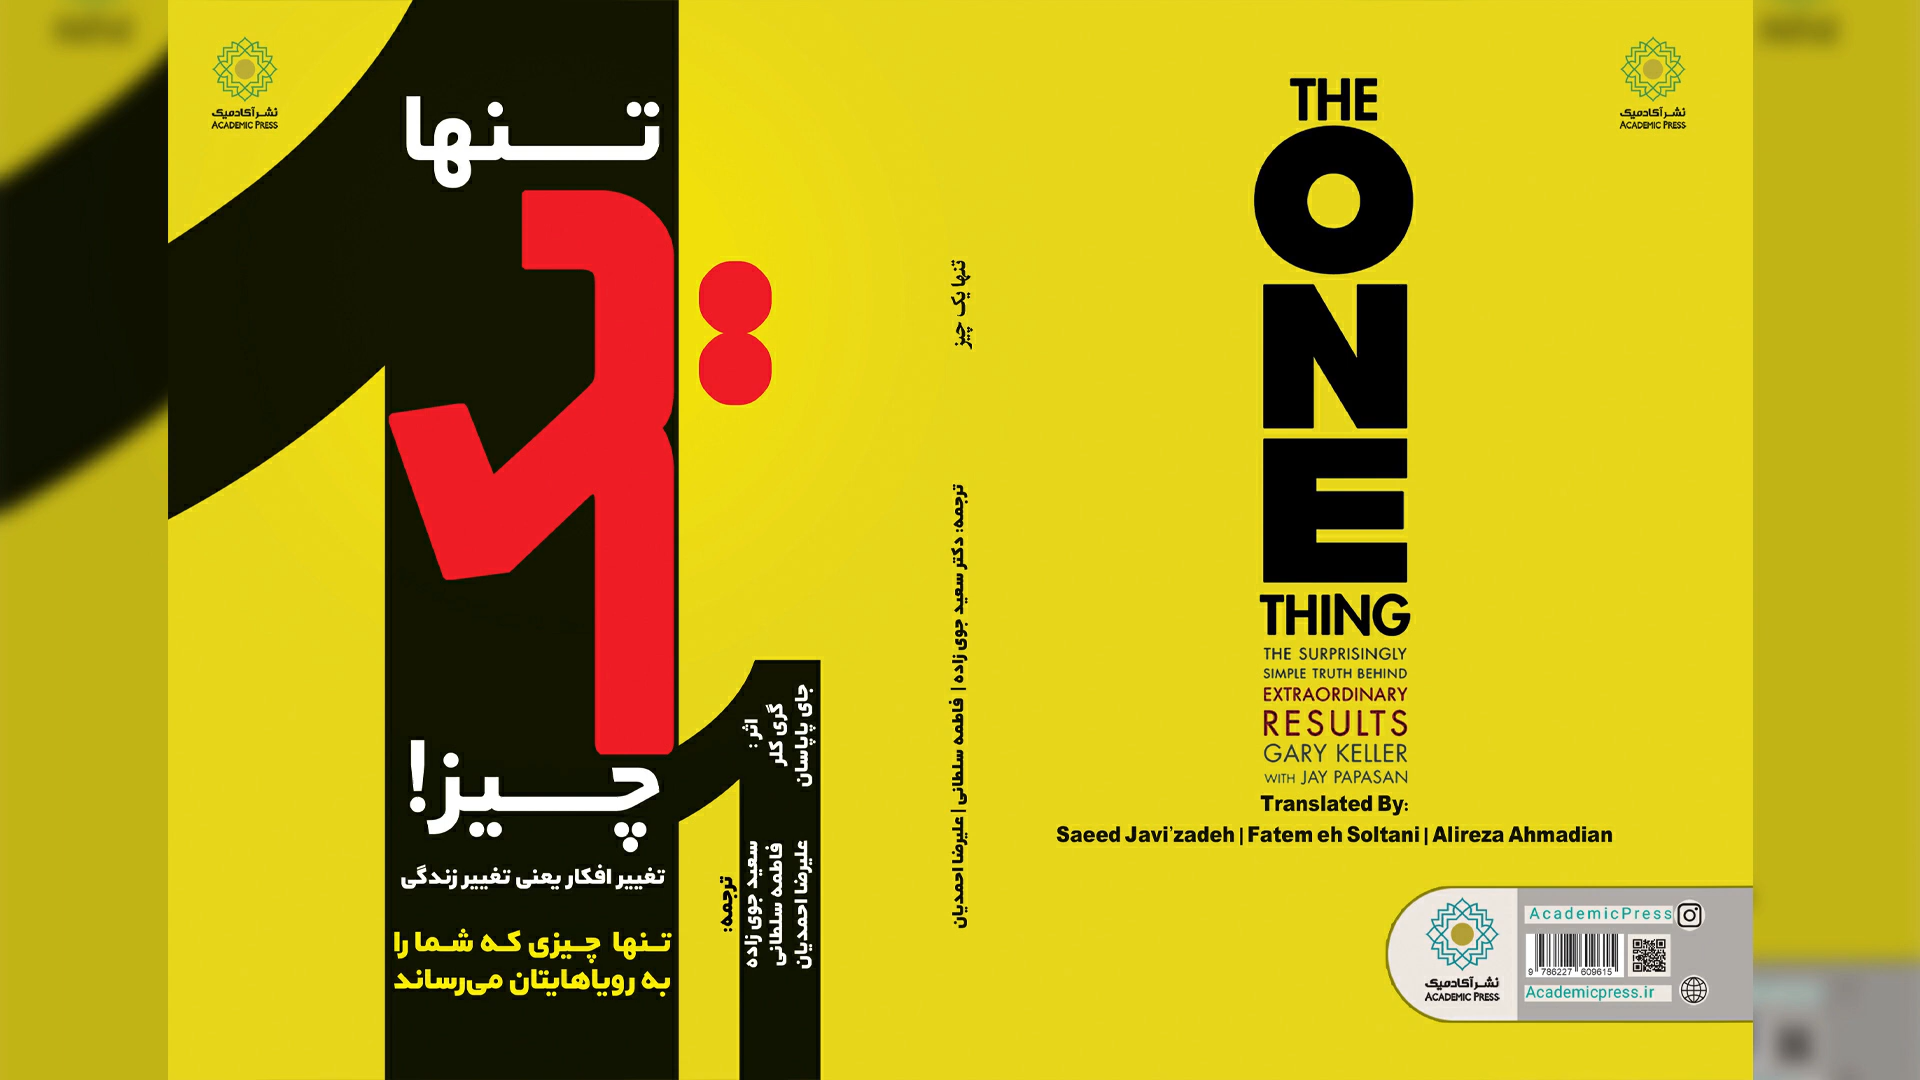 نشر آکادمیک
ACADEMIC PRESS
تنها
یک
چیز!
تغییر افکار یعنی تغییر زندگی
تنها چیزی که شما را
به رویاهایتان می‌رساند
اثر:
گری کلر
جای پاپاسان
ترجمه:
سعید جوی زاده
فاطمه سلطانی
علیرضا احمدیان
تنها یک چیز
ترجمه: دکتر سعید جوی زاده | فاطمه سلطانی | علیرضا احمدیان
نشر آکادمیک
ACADEMIC PRESS
THE
ONE
THING
THE SURPRISINGLY
SIMPLE TRUTH BEHIND
EXTRAORDINARY
RESULTS
GARY KELLER
WITH JAY PAPASAN
Translated By:
Saeed Javi'zadeh | Fatem eh Soltani | Alireza Ahmadian
نشر آکادمیک
ACADEMIC PRESS
AcademicPress
9 786227 609615
Academicpress.ir